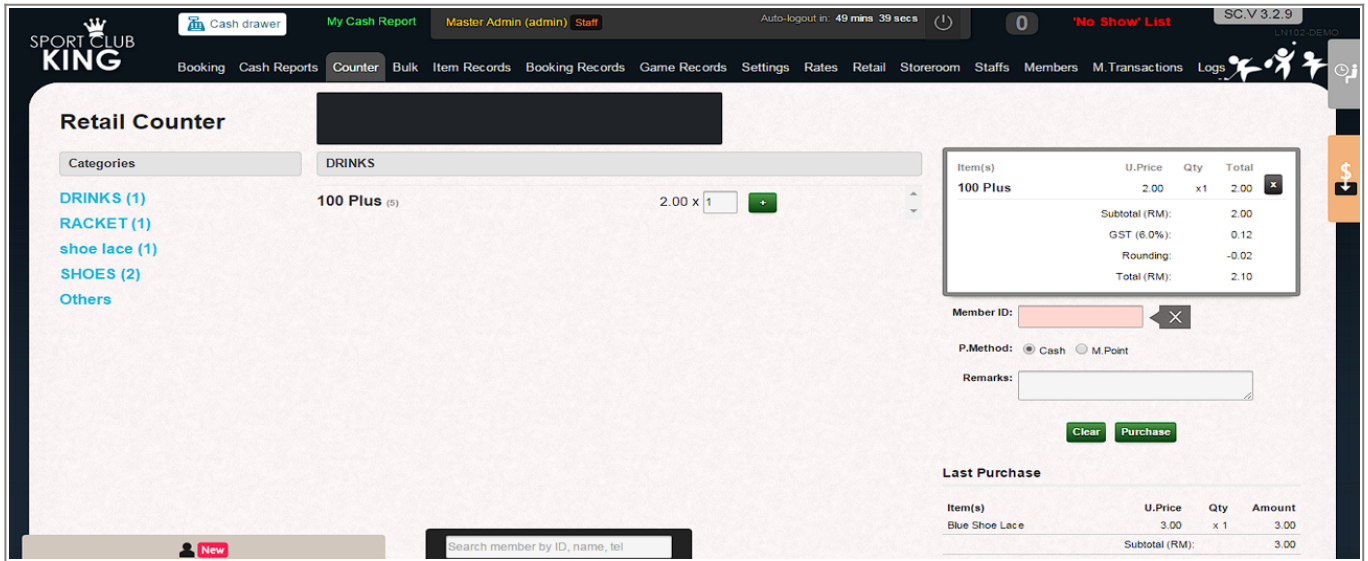 SPORT CLUB
KING
Cash drawer
My Cash Report
Master Admin (admin) Staff
Auto-logout in: 49 mins 39 secs
0
'No Show' List
SC.V 3.2.9
LN102-DEMO
Booking Cash Reports Counter Bulk Item Records Booking Records Game Records Settings Rates Retail Storeroom Staffs Members M.Transactions Logs
Retail Counter
Categories
DRINKS (1)
RACKET (1)
shoe lace (1)
SHOES (2)
Others
DRINKS
100 Plus (5) 2.00 x 1 +
Item(s) U.Price Qty Total
100 Plus 2.00 x1 2.00 x
Subtotal (RM): 2.00
GST (6.0%): 0.12
Rounding: -0.02
Total (RM): 2.10
Member ID:
P.Method: Cash M.Point
Remarks:
Clear Purchase
Last Purchase
Item(s) U.Price Qty Amount
Blue Shoe Lace 3.00 x 1 3.00
Subtotal (RM): 3.00
New
Search member by ID, name, tel